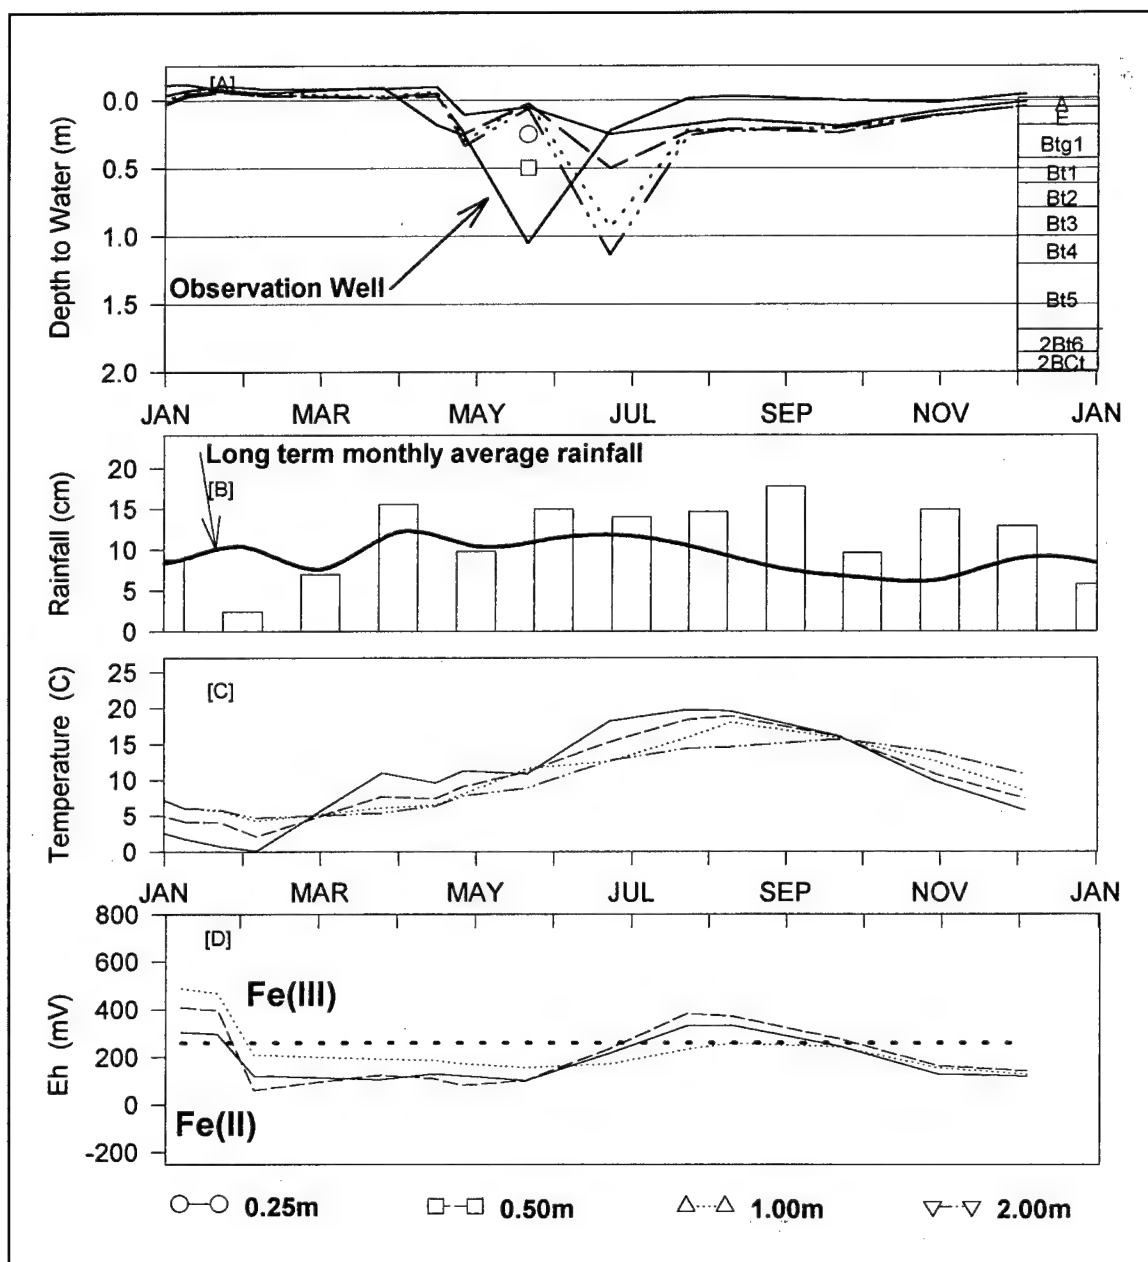 [A]
Depth to Water (m)
0.0
0.5
1.0
1.5
2.0
Observation Well
A
E
Btg1
Bt1
Bt2
Bt3
Bt4
Bt5
2Bt6
2BCt
JAN MAR MAY JUL SEP NOV JAN
Long term monthly average rainfall
[B]
Rainfall (cm)
20
15
10
5
0
[C]
Temperature (C)
25
20
15
10
5
0
JAN MAR MAY JUL SEP NOV JAN
[D]
Eh (mV)
800
600
400
200
0
-200
Fe(III)
Fe(II)
0.25m 0.50m 1.00m 2.00m